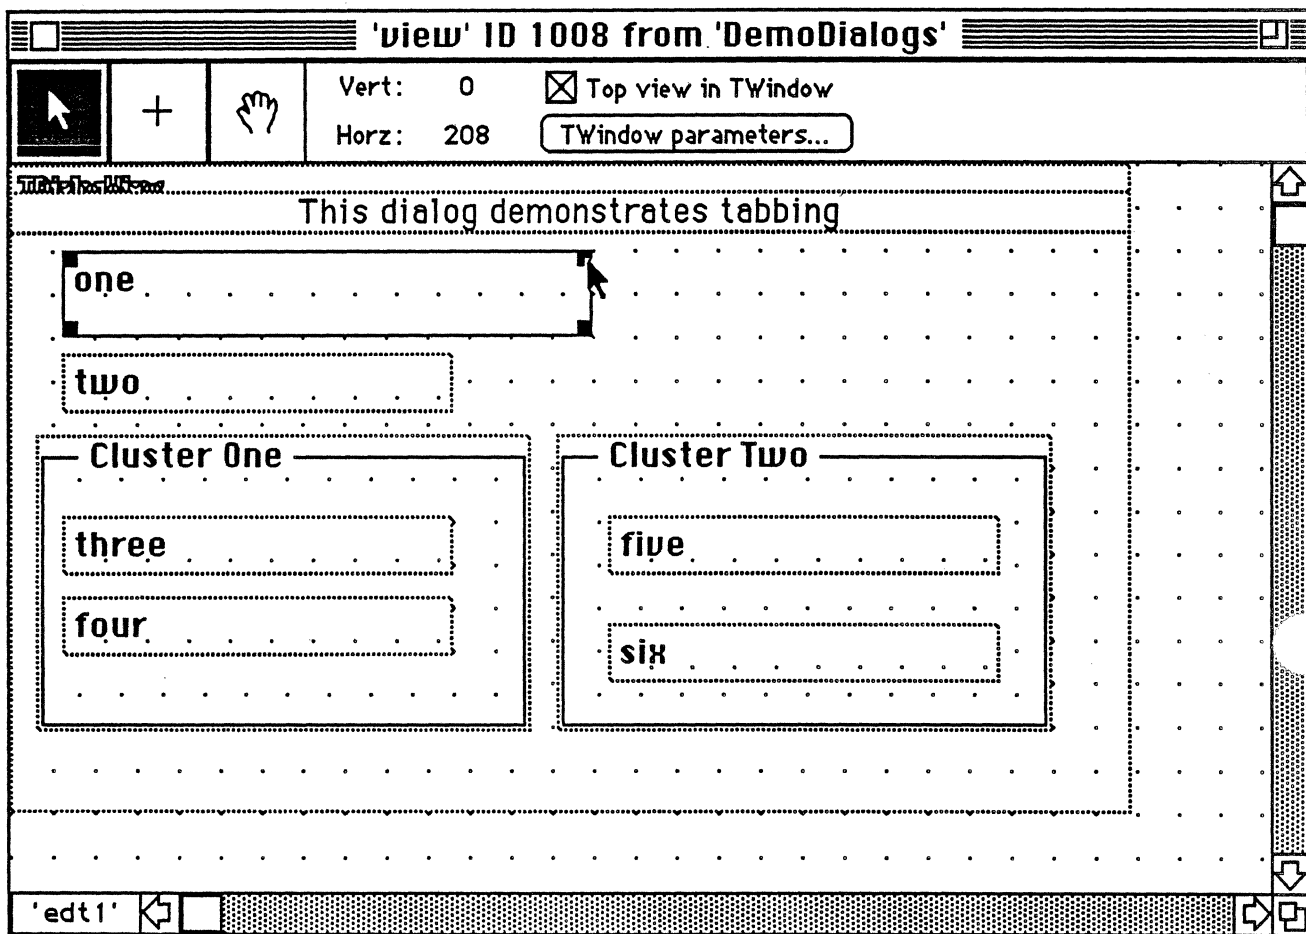 'view' ID 1008 from 'DemoDialogs'
Vert: 0
Top view in TWindow
Horz: 208
TWindow parameters...
This dialog demonstrates tabbing
one
two
Cluster One
Cluster Two
three
five
four
six
'edt1'